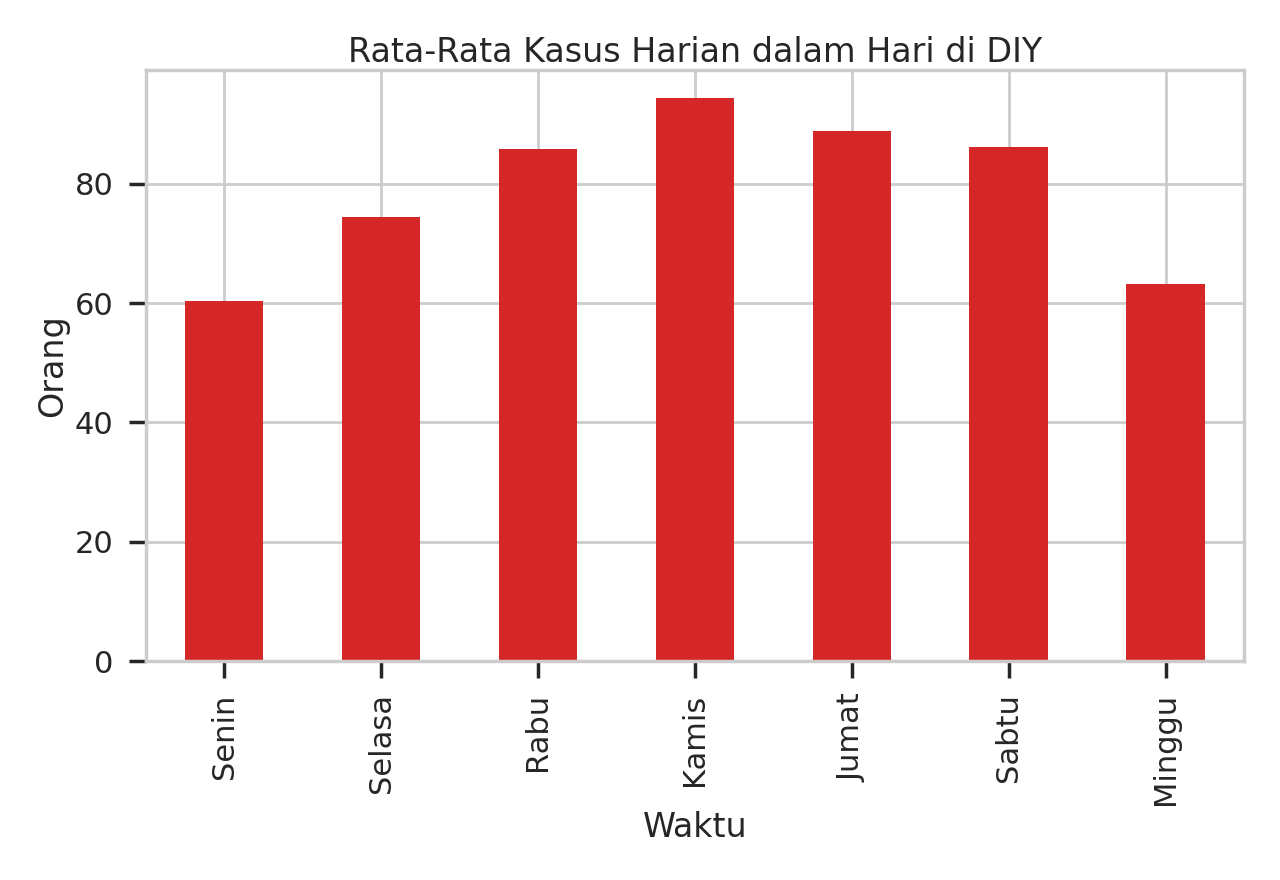 Rata-Rata Kasus Harian dalam Hari di DIY
Orang
80
60
40
20
0
Senin
Selasa
Rabu
Kamis
Jumat
Sabtu
Minggu
Waktu